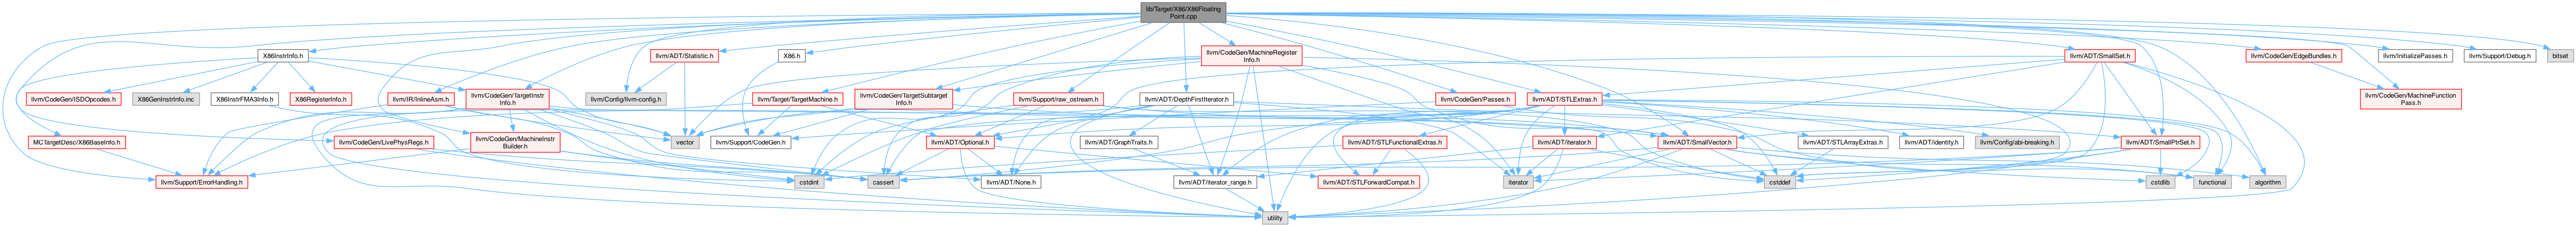 lib/Target/X86/X86Floating
Point.cpp
X86InstrInfo.h
llvm/ADT/Statistic.h
X86.h
llvm/CodeGen/MachineRegister
Info.h
llvm/ADT/SmallSet.h
llvm/CodeGen/EdgeBundles.h
llvm/InitializePasses.h
llvm/Support/Debug.h
bitset
llvm/CodeGen/ISDOpcodes.h
X86GenInstrInfo.inc
X86InstrFMA3Info.h
X86RegisterInfo.h
llvm/IR/InlineAsm.h
llvm/CodeGen/TargetInstr
Info.h
llvm/Config/llvm-config.h
llvm/Target/TargetMachine.h
llvm/CodeGen/TargetSubtarget
Info.h
llvm/Support/raw_ostream.h
llvm/ADT/DepthFirstIterator.h
llvm/CodeGen/Passes.h
llvm/ADT/STLExtras.h
llvm/CodeGen/MachineFunction
Pass.h
MCTargetDesc/X86BaseInfo.h
llvm/CodeGen/LivePhysRegs.h
llvm/CodeGen/MachineInstr
Builder.h
vector
llvm/Support/CodeGen.h
llvm/ADT/Optional.h
llvm/ADT/GraphTraits.h
llvm/ADT/STLFunctionalExtras.h
llvm/ADT/iterator.h
llvm/ADT/SmallVector.h
llvm/ADT/STLArrayExtras.h
llvm/ADT/identity.h
llvm/Config/abi-breaking.h
llvm/ADT/SmallPtrSet.h
llvm/Support/ErrorHandling.h
cstdint
cassert
llvm/ADT/None.h
llvm/ADT/iterator_range.h
llvm/ADT/STLForwardCompat.h
iterator
cstddef
cstdlib
functional
algorithm
utility